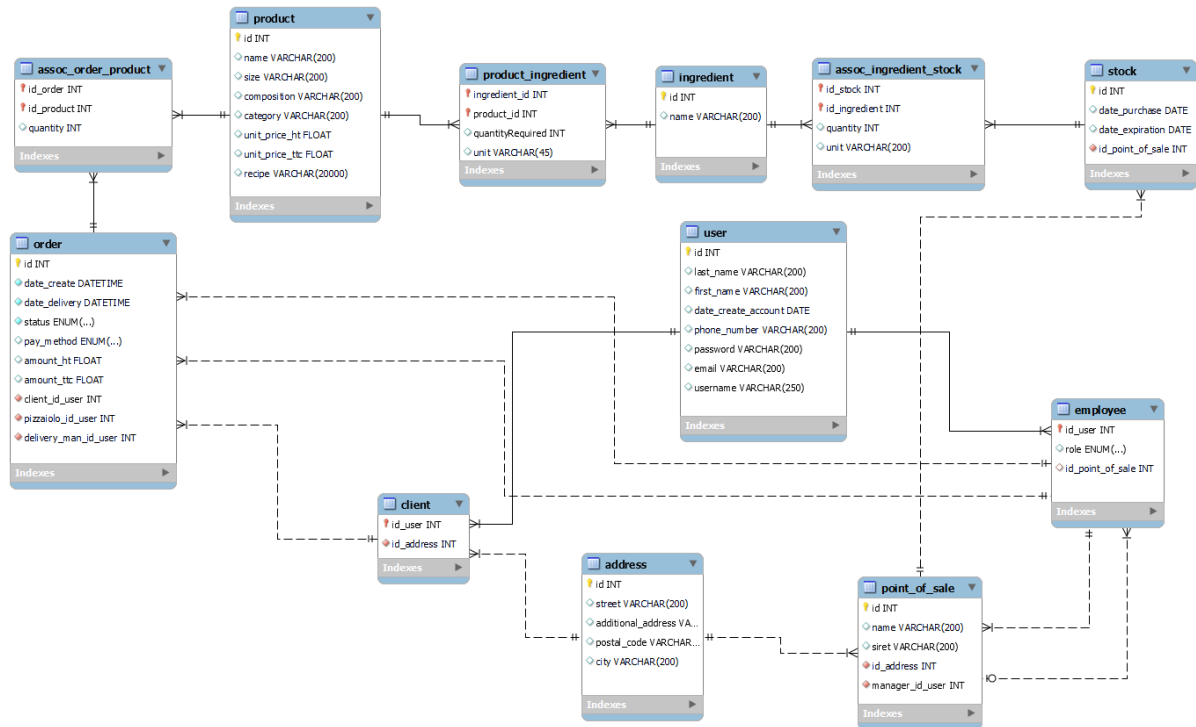 product
id INT
name VARCHAR(200)
size VARCHAR(200)
composition VARCHAR(200)
category VARCHAR(200)
unit_price_ht FLOAT
unit_price_ttc FLOAT
recipe VARCHAR(20000)
Indexes
assoc_order_product
id_order INT
id_product INT
quantity INT
Indexes
product_ingredient
ingredient_id INT
product_id INT
quantityRequired INT
unit VARCHAR(45)
Indexes
ingredient
id INT
name VARCHAR(200)
Indexes
assoc_ingredient_stock
id_stock INT
id_ingredient INT
quantity INT
unit VARCHAR(200)
Indexes
stock
id INT
date_purchase DATE
date_expiration DATE
id_point_of_sale INT
Indexes
order
id INT
date_create DATETIME
date_delivery DATETIME
status ENUM(...)
pay_method ENUM(...)
amount_ht FLOAT
amount_ttc FLOAT
client_id_user INT
pizzaiolo_id_user INT
delivery_man_id_user INT
Indexes
user
id INT
last_name VARCHAR(200)
first_name VARCHAR(200)
date_create_account DATE
phone_number VARCHAR(200)
password VARCHAR(200)
email VARCHAR(200)
username VARCHAR(250)
Indexes
employee
id_user INT
role ENUM(...)
id_point_of_sale INT
Indexes
client
id_user INT
id_address INT
Indexes
address
id INT
street VARCHAR(200)
additional_address VA...
postal_code VARCHAR...
city VARCHAR(200)
Indexes
point_of_sale
id INT
name VARCHAR(200)
siret VARCHAR(200)
id_address INT
manager_id_user INT
Indexes